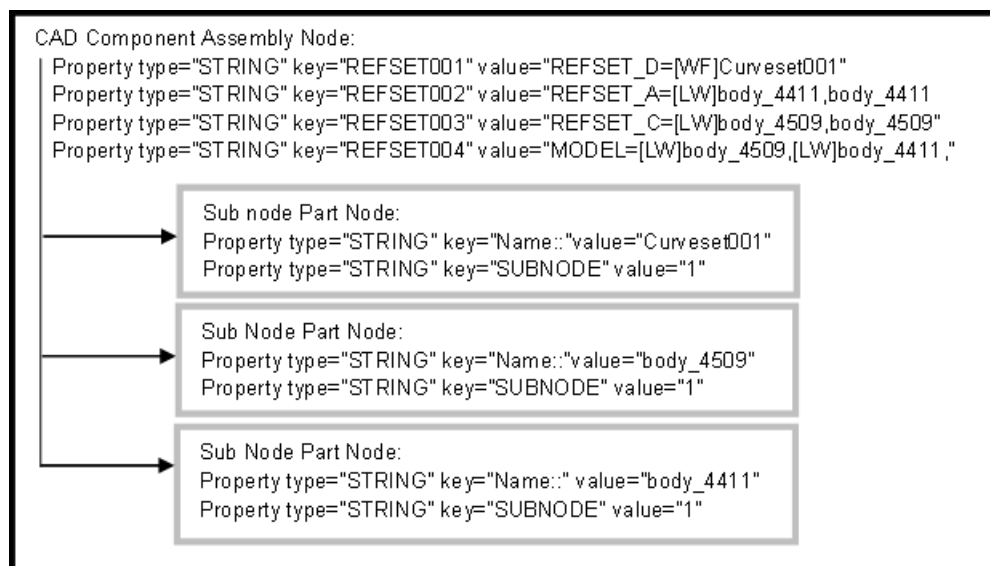 CAD Component Assembly Node:
Property type="STRING" key="REFSET001" value="REFSET_D=[WF]Curveset001"
Property type="STRING" key="REFSET002" value="REFSET_A=[LW]body_4411,body_4411
Property type="STRING" key="REFSET003" value="REFSET_C=[LW]body_4509,body_4509"
Property type="STRING" key="REFSET004" value="MODEL=[LW]body_4509,[LW]body_4411,"
Sub node Part Node:
Property type="STRING" key="Name::"value="Curveset001"
Property type="STRING" key="SUBNODE" value="1"
Sub Node Part Node:
Property type="STRING" key="Name::"value="body_4509"
Property type="STRING" key="SUBNODE" value="1"
Sub Node Part Node:
Property type="STRING" key="Name::" value="body_4411"
Property type="STRING" key="SUBNODE" value="1"